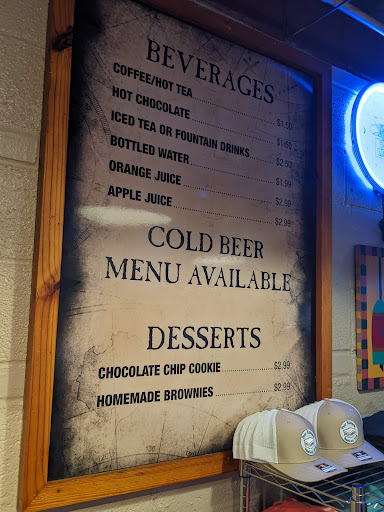 BEVERAGES
COFFEE/HOT TEA $1.50
HOT CHOCOLATE $1.50
ICED TEA OR FOUNTAIN DRINKS $2.50
BOTTLED WATER $1.99
ORANGE JUICE $2.99
APPLE JUICE $2.99
COLD BEER
MENU AVAILABLE
DESSERTS
CHOCOLATE CHIP COOKIE $2.99
HOMEMADE BROWNIES $2.99